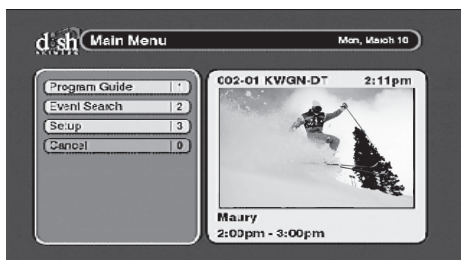 dish Main Menu Mon, March 10
NETWORK
Program Guide 1
Event Search 2
Setup 3
Cancel 0
002-01 KWGN-DT 2:11pm
Maury
2:00pm - 3:00pm